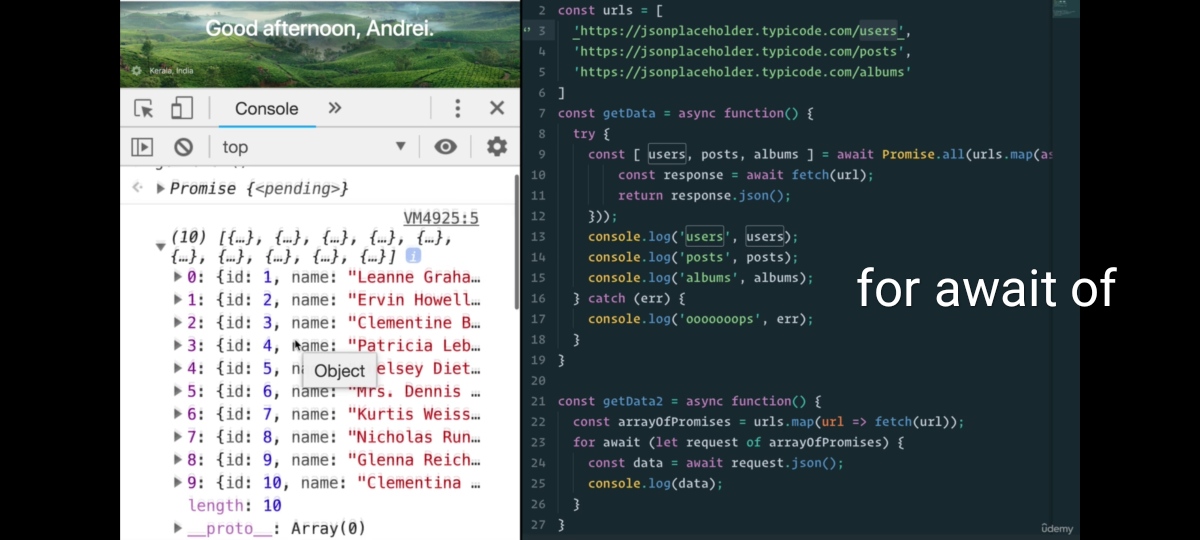 Good afternoon, Andrei.
Kerala, India
Console
top
Promise {<pending>}
VM4925:5
(10) [{…}, {…}, {…}, {…}, {…},
{…}, {…}, {…}, {…}, {…}]
0: {id: 1, name: "Leanne Graha…
1: {id: 2, name: "Ervin Howell…
2: {id: 3, name: "Clementine B…
3: {id: 4, name: "Patricia Leb…
4: {id: 5, elsey Diet…
Object
5: {id: 6, name: "Mrs. Dennis …
6: {id: 7, name: "Kurtis Weiss…
7: {id: 8, name: "Nicholas Run…
8: {id: 9, name: "Glenna Reich…
9: {id: 10, name: "Clementina …
length: 10
__proto__: Array(0)
2 const urls = [
3 'https://jsonplaceholder.typicode.com/users',
4 'https://jsonplaceholder.typicode.com/posts',
5 'https://jsonplaceholder.typicode.com/albums'
6 ]
7 const getData = async function() {
8 try {
9 const [ users, posts, albums ] = await Promise.all(urls.map(as
10 const response = await fetch(url);
11 return response.json();
12 }));
13 console.log('users', users);
14 console.log('posts', posts);
15 console.log('albums', albums);
16 } catch (err) {
17 console.log('ooooooops', err);
18 }
19 }
20
21 const getData2 = async function() {
22 const arrayOfPromises = urls.map(url => fetch(url));
23 for await (let request of arrayOfPromises) {
24 const data = await request.json();
25 console.log(data);
26 }
27 }
for await of
ûdemy